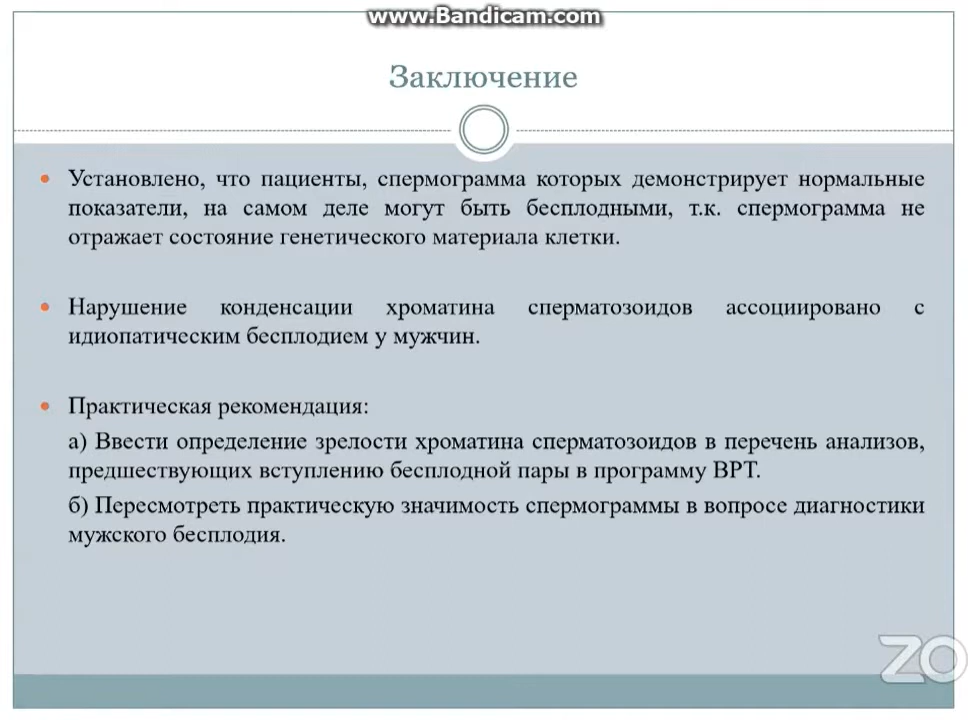 www.Bandicam.com
Заключение
Установлено, что пациенты, спермограмма которых демонстрирует нормальные
показатели, на самом деле могут быть бесплодными, т.к. спермограмма не
отражает состояние генетического материала клетки.
Нарушение конденсации хроматина сперматозоидов ассоциировано с
идиопатическим бесплодием у мужчин.
Практическая рекомендация:
а) Ввести определение зрелости хроматина сперматозоидов в перечень анализов,
предшествующих вступлению бесплодной пары в программу ВРТ.
б) Пересмотреть практическую значимость спермограммы в вопросе диагностики
мужского бесплодия.
ZO